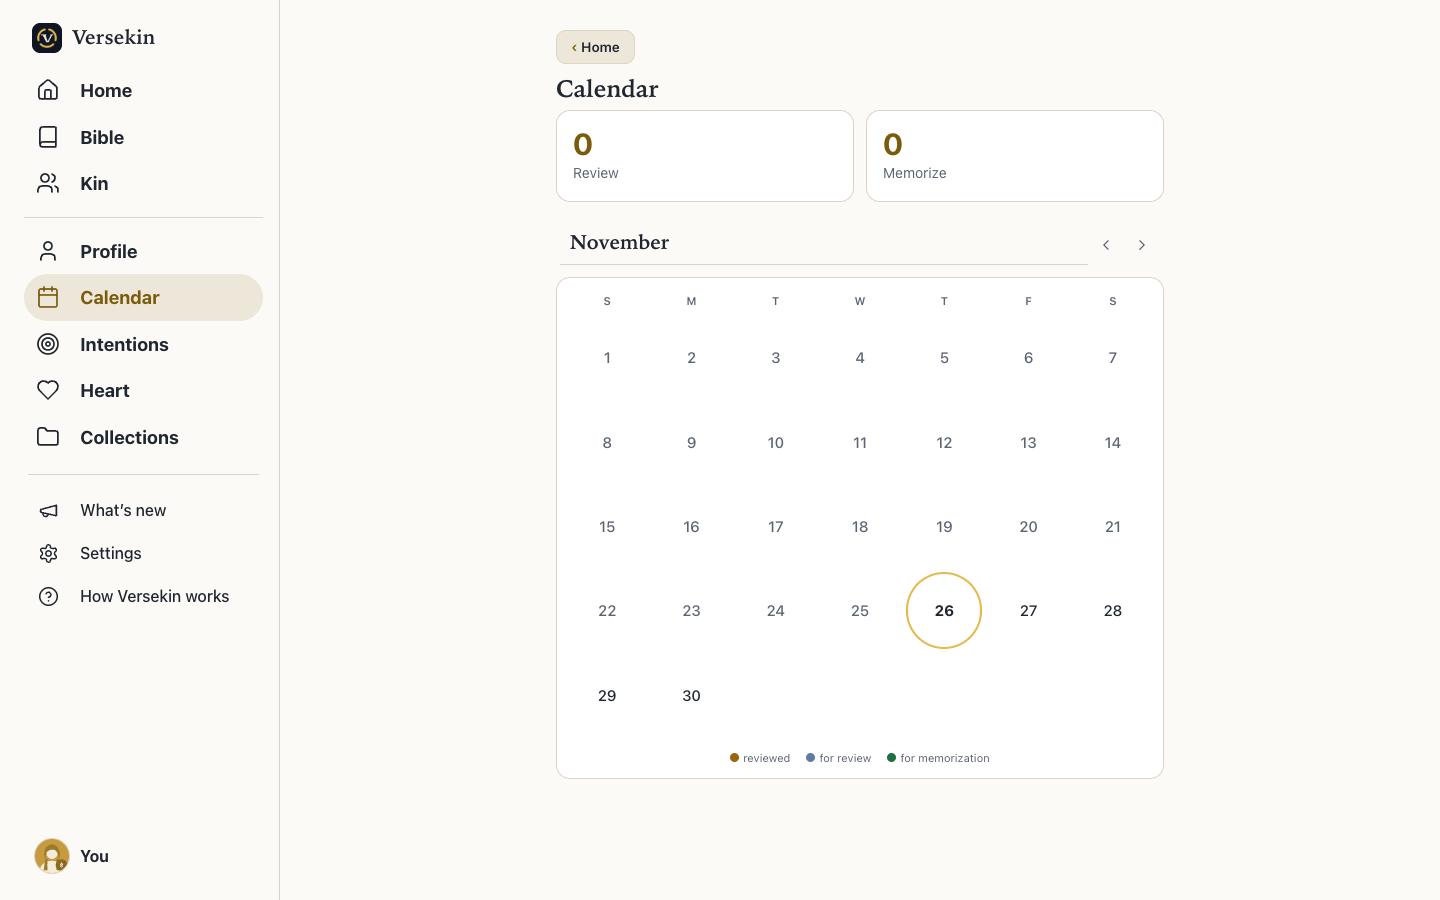 Versekin
Home
Bible
Kin
Profile
Calendar
Intentions
Heart
Collections
What's new
Settings
How Versekin works
You
‹ Home
Calendar
0
Review
0
Memorize
November
S M T W T F S
1 2 3 4 5 6 7
8 9 10 11 12 13 14
15 16 17 18 19 20 21
22 23 24 25 26 27 28
29 30
reviewed for review for memorization